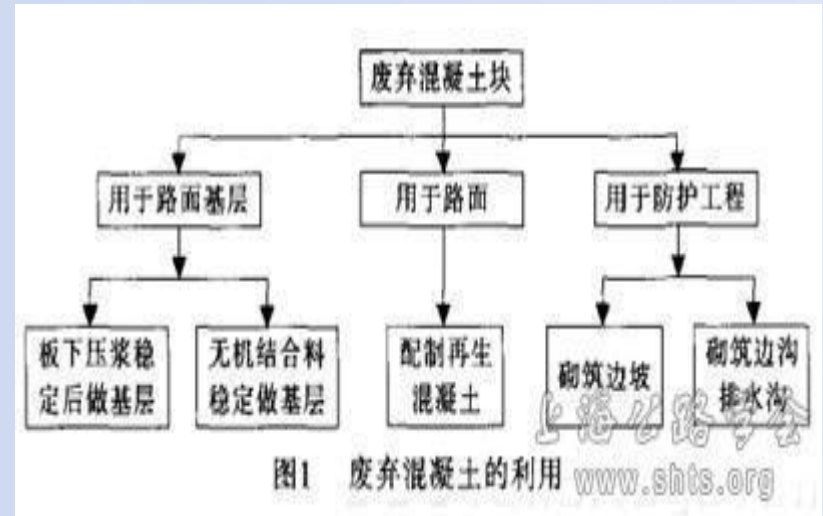 废弃混凝土块
用于路面基层
用于路面
用于防护工程
板下压浆稳
定后做基层
无机结合料
稳定做基层
配制再生
混凝土
砌筑边坡
砌筑边沟
排水沟
上海公路学会
图1 废弃混凝土的利用
www.shts.org